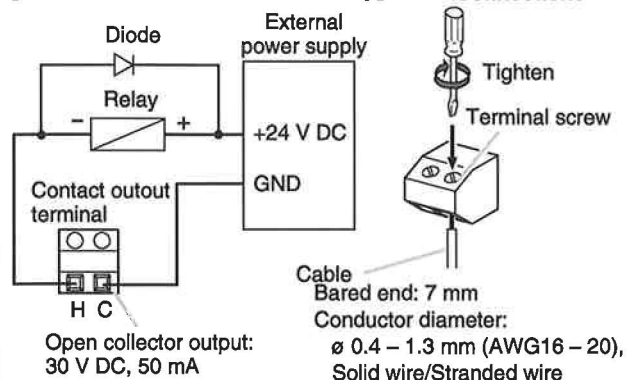 Diode
External
power supply
Relay
− +
+24 V DC
GND
Contact outout
terminal
H C
Open collector output:
30 V DC, 50 mA
Tighten
Terminal screw
Cable
Bared end: 7 mm
Conductor diameter:
ø 0.4 – 1.3 mm (AWG16 – 20),
Solid wire/Stranded wire